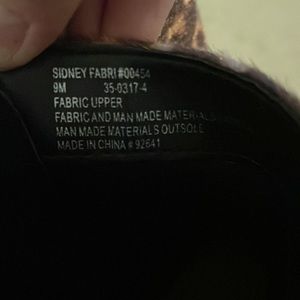 SIDNEY FABRI #00454
9M 35-0317-4
FABRIC UPPER
FABRIC AND MAN MADE MATERIALS
MAN MADE MATERIALS OUTSOLE
MADE IN CHINA # 92641